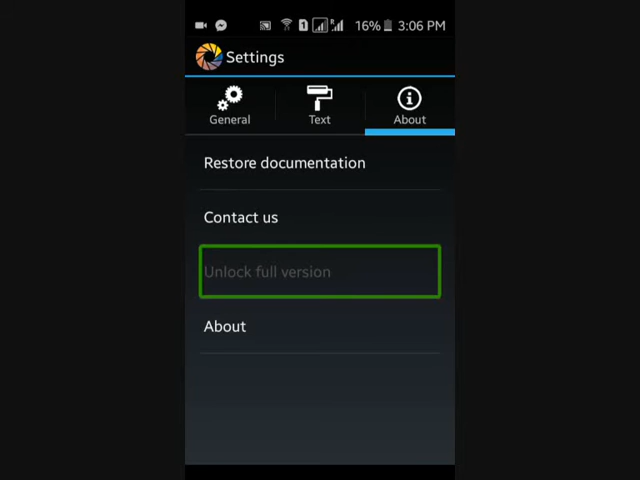 16% 3:06 PM
Settings
General
Text
About
Restore documentation
Contact us
Unlock full version
About